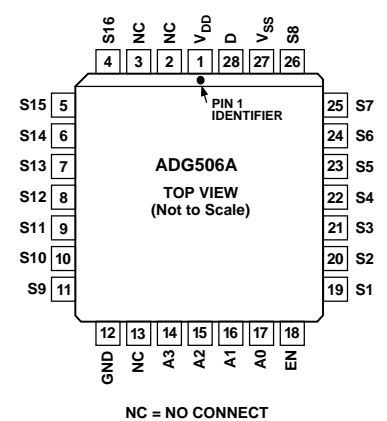 S16 NC NC VDD D VSS S8
4 3 2 1 28 27 26
PIN 1
IDENTIFIER
S15 5
S14 6
S13 7
S12 8
S11 9
S10 10
S9 11
ADG506A
TOP VIEW
(Not to Scale)
25 S7
24 S6
23 S5
22 S4
21 S3
20 S2
19 S1
12 13 14 15 16 17 18
GND NC A3 A2 A1 A0 EN
NC = NO CONNECT